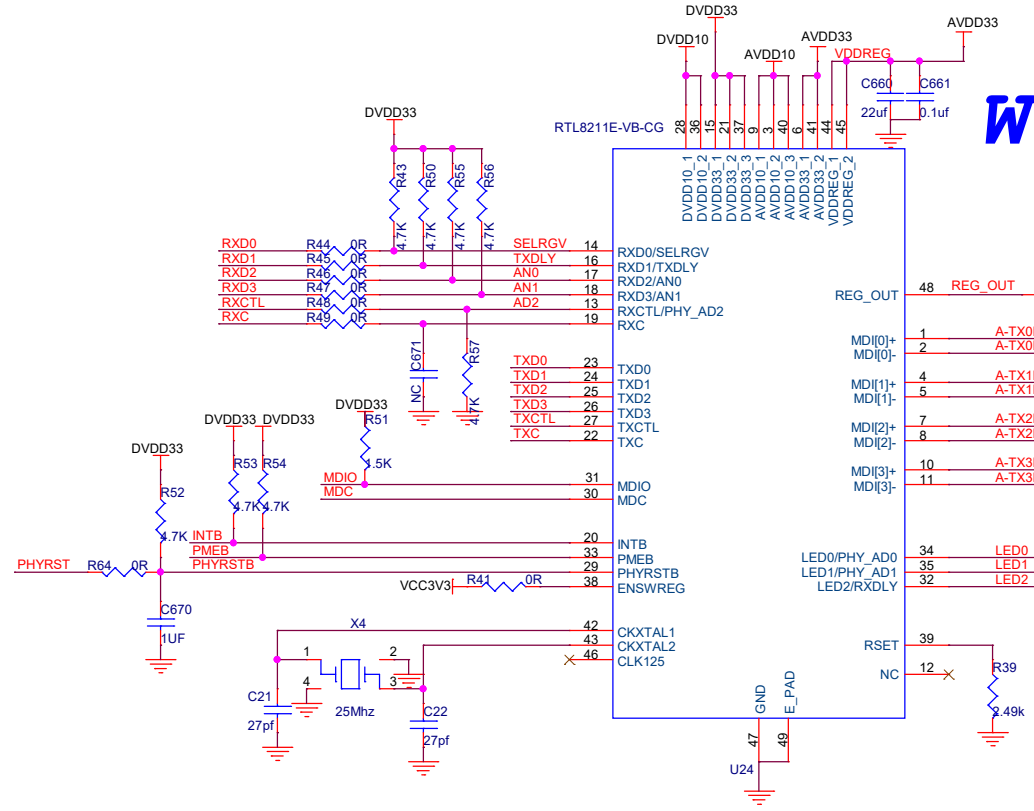 DVDD33
AVDD33
DVDD10
AVDD33
AVDD10
VDDREG
C660
C661
22uf
0.1uf
W
DVDD33
RTL8211E-VB-CG
28
36
15
21
37
9
3
40
6
41
44
45
DVDD10_1
DVDD10_2
DVDD33_1
DVDD33_2
DVDD33_3
AVDD10_1
AVDD10_2
AVDD10_3
AVDD33_1
AVDD33_2
VDDREG_1
VDDREG_2
R43
R50
R55
R56
4.7K
4.7K
4.7K
4.7K
RXD0 R44 0R SELRGV 14 RXD0/SELRGV
RXD1 R45 0R TXDLY 16 RXD1/TXDLY
RXD2 R46 0R AN0 17 RXD2/AN0
RXD3 R47 0R AN1 18 RXD3/AN1
RXCTL R48 0R AD2 13 RXCTL/PHY_AD2
RXC R49 0R 19 RXC
REG_OUT 48 REG_OUT
C671
NC
R57
4.7K
MDI[0]+ 1
MDI[0]- 2
MDI[1]+ 4
MDI[1]- 5
MDI[2]+ 7
MDI[2]- 8
MDI[3]+ 10
MDI[3]- 11
TXD0 23 TXD0
TXD1 24 TXD1
TXD2 25 TXD2
TXD3 26 TXD3
TXCTL 27 TXCTL
TXC 22 TXC
DVDD33
R51
1.5K
DVDD33 DVDD33
DVDD33
R53 R54
4.7K 4.7K
R52
4.7K
MDIO 31 MDIO
MDC 30 MDC
INTB 20 INTB
PMEB 33 PMEB
PHYRST R64 0R PHYRSTB 29 PHYRSTB
VCC3V3 R41 0R 38 ENSWREG
LED0/PHY_AD0 34 LED0
LED1/PHY_AD1 35 LED1
LED2/RXDLY 32 LED2
C670
1UF
X4 42 CKXTAL1
43 CKXTAL2
46 CLK125
1 2
4 3
C21
27pf
25Mhz
C22
27pf
RSET 39
NC 12
R39
2.49k
GND
E_PAD
47
49
U24